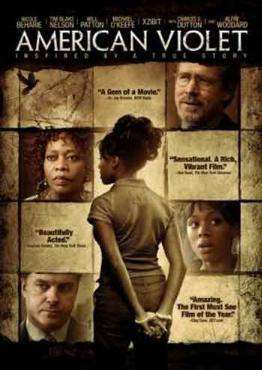 NICOLE BEHARIE TIM BLAKE NELSON WILL PATTON MICHAEL O'KEEFE XZIBIT WITH CHARLES S. DUTTON AND ALFRE WOODARD
AMERICAN VIOLET
INSPIRED BY A TRUE STORY
"A Gem of a Movie."
"Sensational. A Rich,
Vibrant Film."
"Beautifully
Acted."
"Amazing.
The First Must See
Film of the Year."